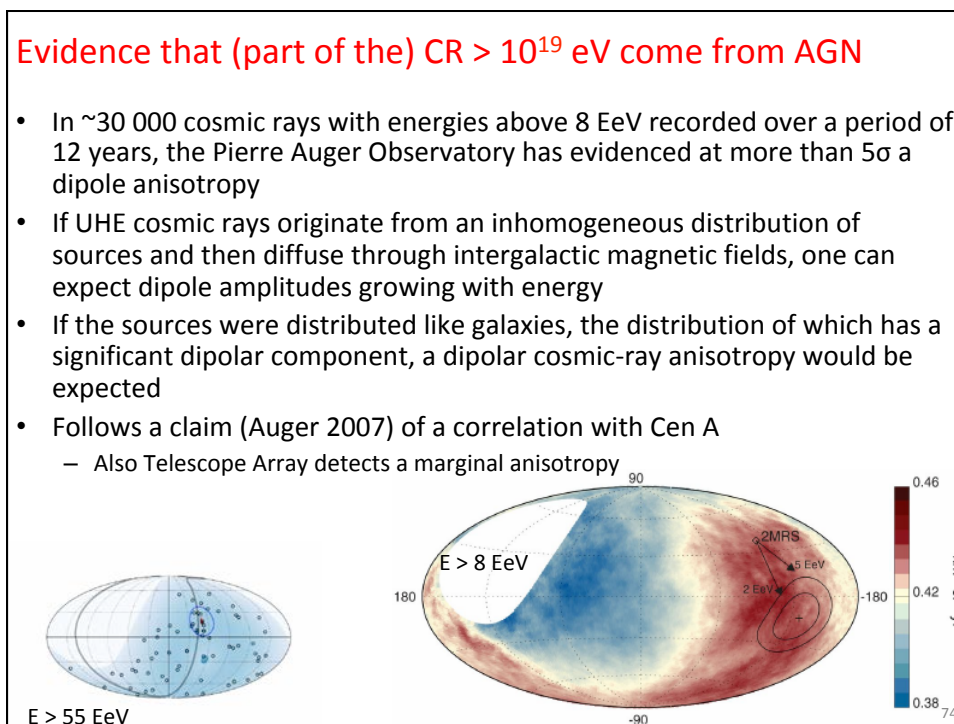 Evidence that (part of the) CR > 10¹⁹ eV come from AGN
• In ~30 000 cosmic rays with energies above 8 EeV recorded over a period of
12 years, the Pierre Auger Observatory has evidenced at more than 5σ a
dipole anisotropy
• If UHE cosmic rays originate from an inhomogeneous distribution of
sources and then diffuse through intergalactic magnetic fields, one can
expect dipole amplitudes growing with energy
• If the sources were distributed like galaxies, the distribution of which has a
significant dipolar component, a dipolar cosmic-ray anisotropy would be
expected
• Follows a claim (Auger 2007) of a correlation with Cen A
– Also Telescope Array detects a marginal anisotropy
90
0.46
2MRS
E > 8 EeV
5 EeV
2 EeV
180
-180
0.42
0.38
-90
E > 55 EeV
74